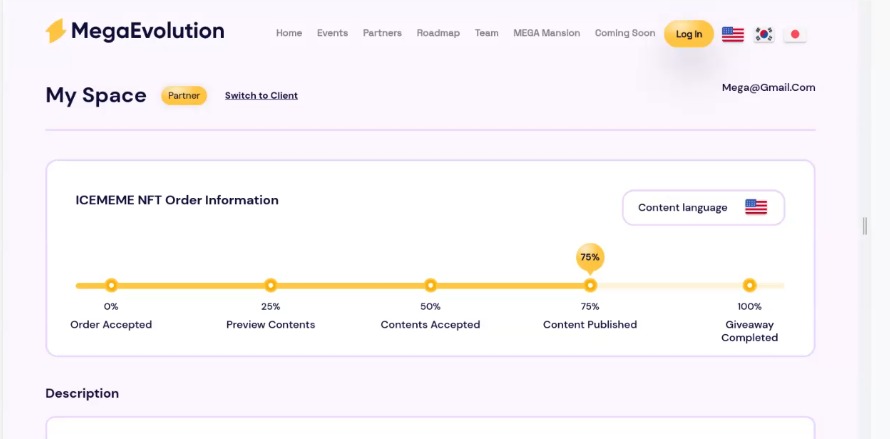 MegaEvolution
Home Events Partners Roadmap Team MEGA Mansion Coming Soon Log In
My Space Partner Switch to Client Mega@Gmail.Com
ICEMEME NFT Order Information
Content language
75%
0% 25% 50% 75% 100%
Order Accepted Preview Contents Contents Accepted Content Published Giveaway
Completed
Description